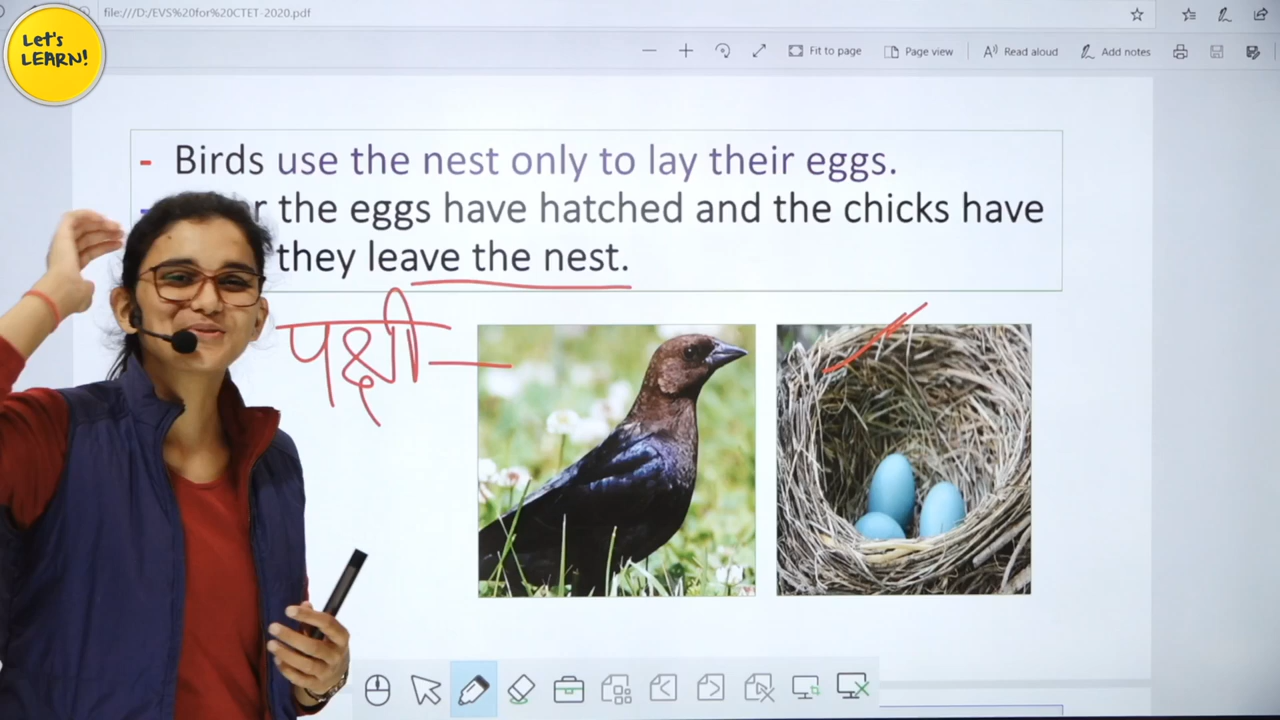 Let's
LEARN!
file:///D:/EVS%20for%20CTET-2020.pdf
Fit to page
Page view
Read aloud
Add notes
- Birds use the nest only to lay their eggs.
the eggs have hatched and the chicks have
they leave the nest.
पक्षी —